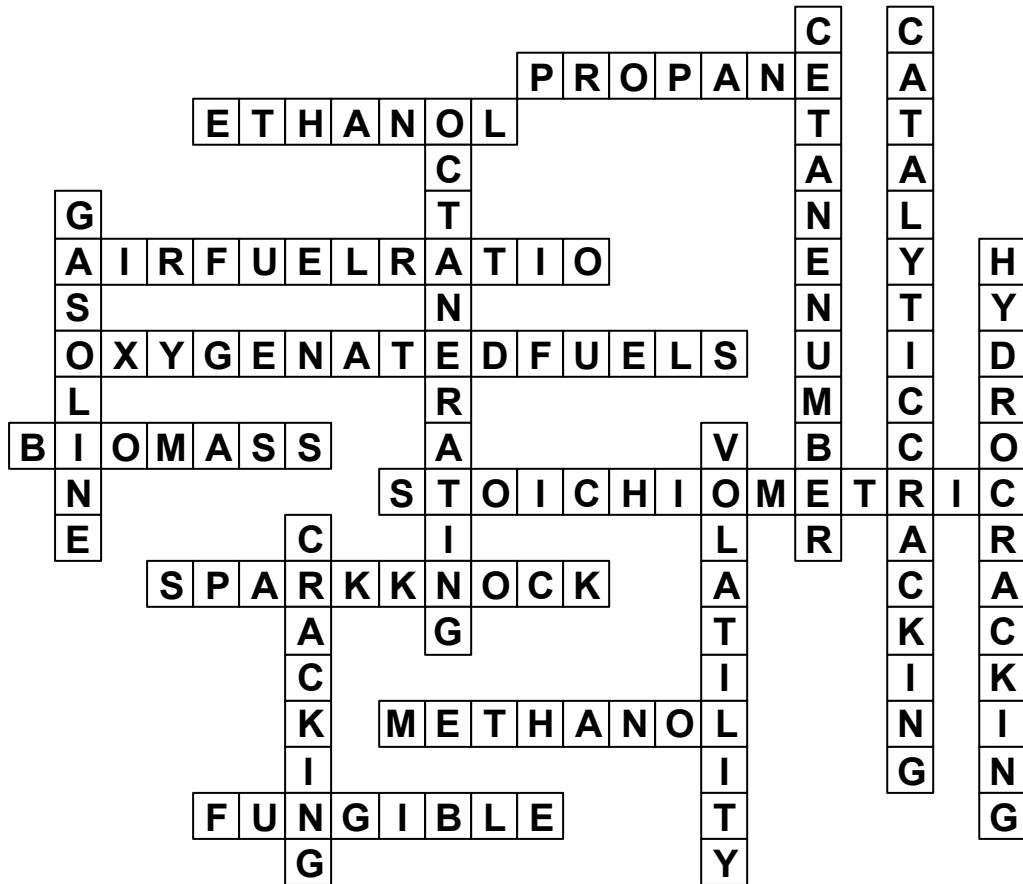 CETANENUMBER
CATALYTICCRACKING
PROPANE
ETHANOL
OCTANERATING
GASOLINE
AIRFUELRATIO
HYDROCRACKING
OXYGENATEDFUELS
BIOMASS
VOLATILITY
STOICHIOMETRIC
CRACKING
SPARKKNOCK
METHANOL
FUNGIBLE